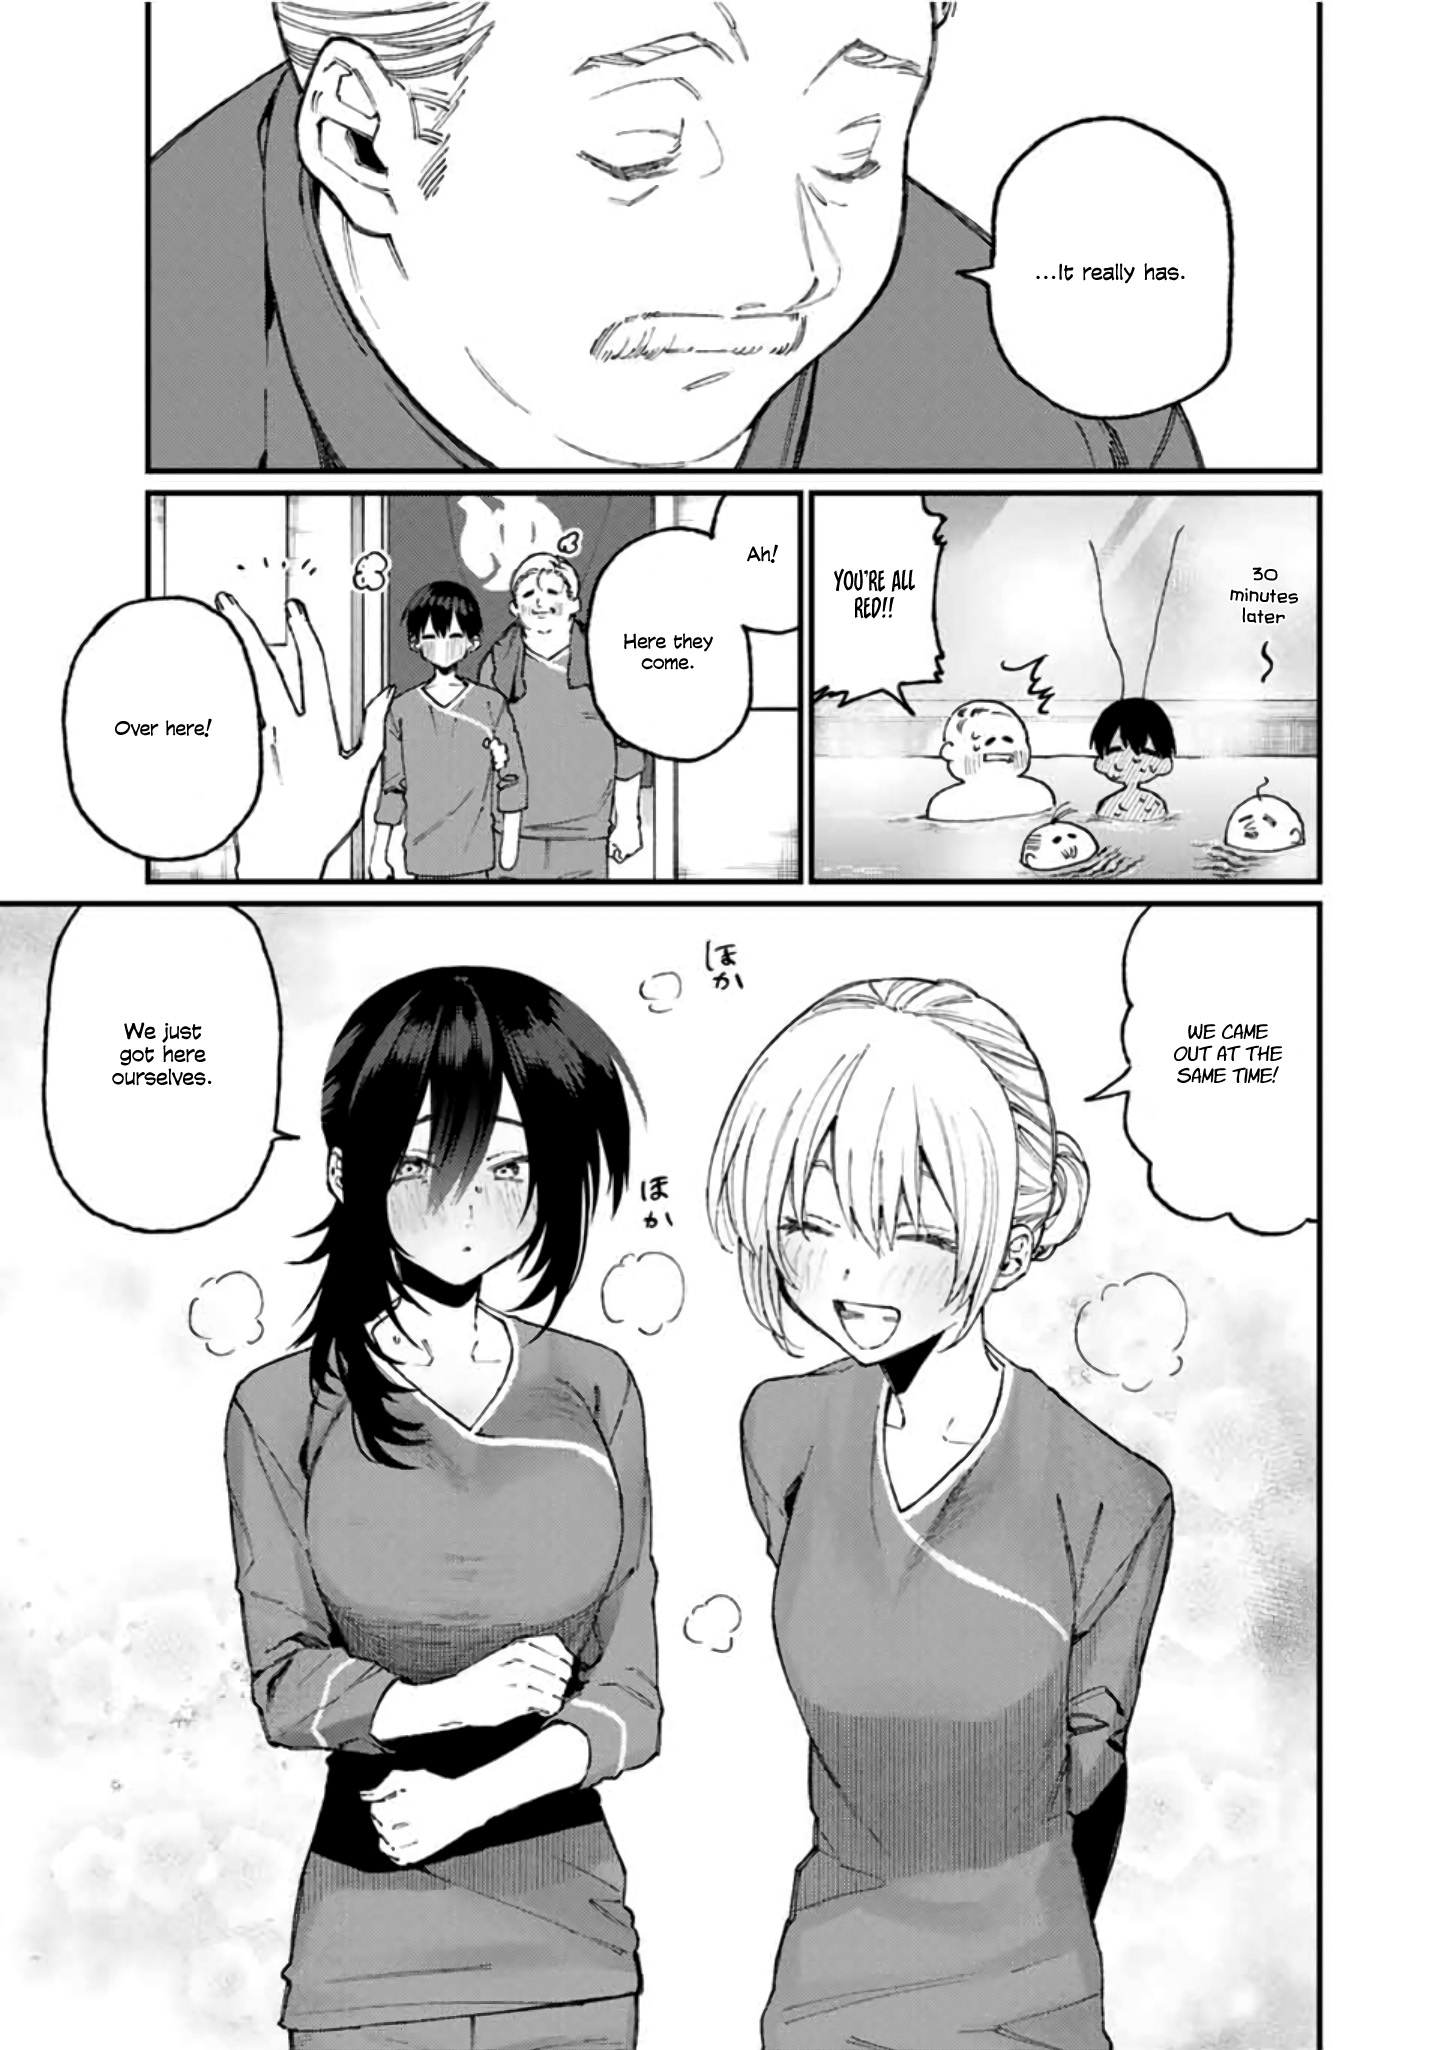 ...It really has.
30
minutes
later
YOU'RE ALL
RED!!
Ah!
Here they
come.
Over here!
WE CAME
OUT AT THE
SAME TIME!
ほ
か
ほ
か
We just
got here
ourselves.